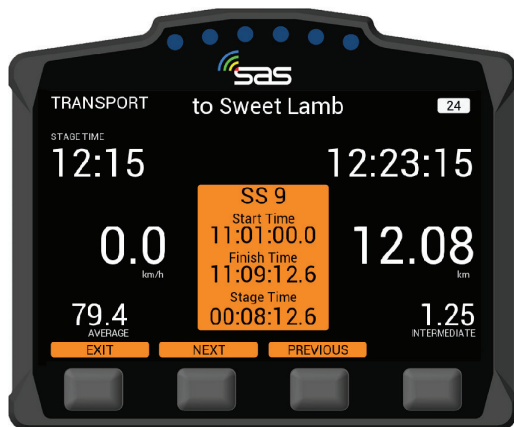 sas
TRANSPORT to Sweet Lamb 24
STAGE TIME
12:15 12:23:15
SS 9
Start Time
11:01:00.0
Finish Time
11:09:12.6
Stage Time
00:08:12.6
0.0
km/h
12.08
km
79.4
AVERAGE
1.25
INTERMEDIATE
EXIT NEXT PREVIOUS